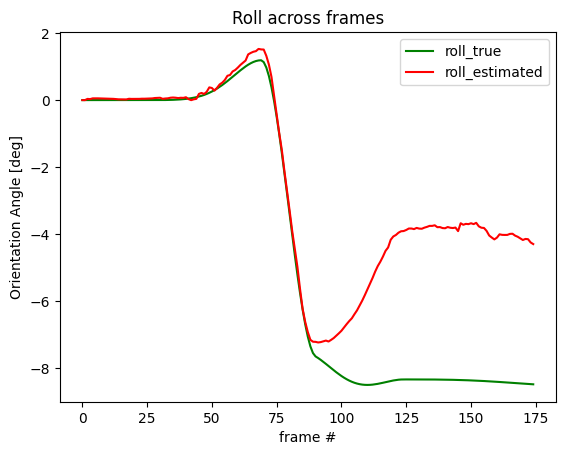 Roll across frames
roll_true
roll_estimated
Orientation Angle [deg]
2
0
−2
−4
−6
−8
0 25 50 75 100 125 150 175
frame #